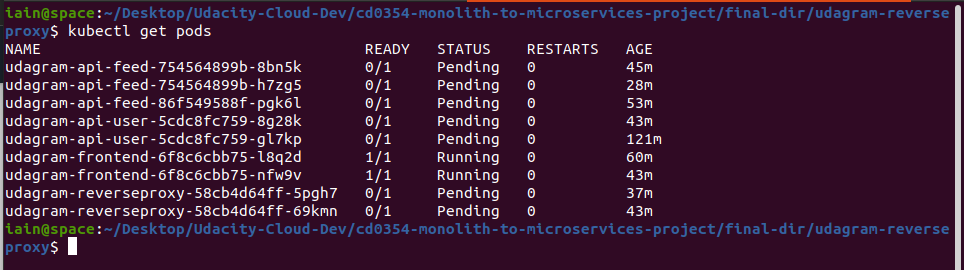 iain@space:~/Desktop/Udacity-Cloud-Dev/cd0354-monolith-to-microservices-project/final-dir/udagram-reverse
proxy$ kubectl get pods
NAME READY STATUS RESTARTS AGE
udagram-api-feed-754564899b-8bn5k 0/1 Pending 0 45m
udagram-api-feed-754564899b-h7zg5 0/1 Pending 0 28m
udagram-api-feed-86f549588f-pgk6l 0/1 Pending 0 53m
udagram-api-user-5cdc8fc759-8g28k 0/1 Pending 0 43m
udagram-api-user-5cdc8fc759-gl7kp 0/1 Pending 0 121m
udagram-frontend-6f8c6cbb75-l8q2d 1/1 Running 0 60m
udagram-frontend-6f8c6cbb75-nfw9v 1/1 Running 0 43m
udagram-reverseproxy-58cb4d64ff-5pgh7 0/1 Pending 0 37m
udagram-reverseproxy-58cb4d64ff-69kmn 0/1 Pending 0 43m
iain@space:~/Desktop/Udacity-Cloud-Dev/cd0354-monolith-to-microservices-project/final-dir/udagram-reverse
proxy$